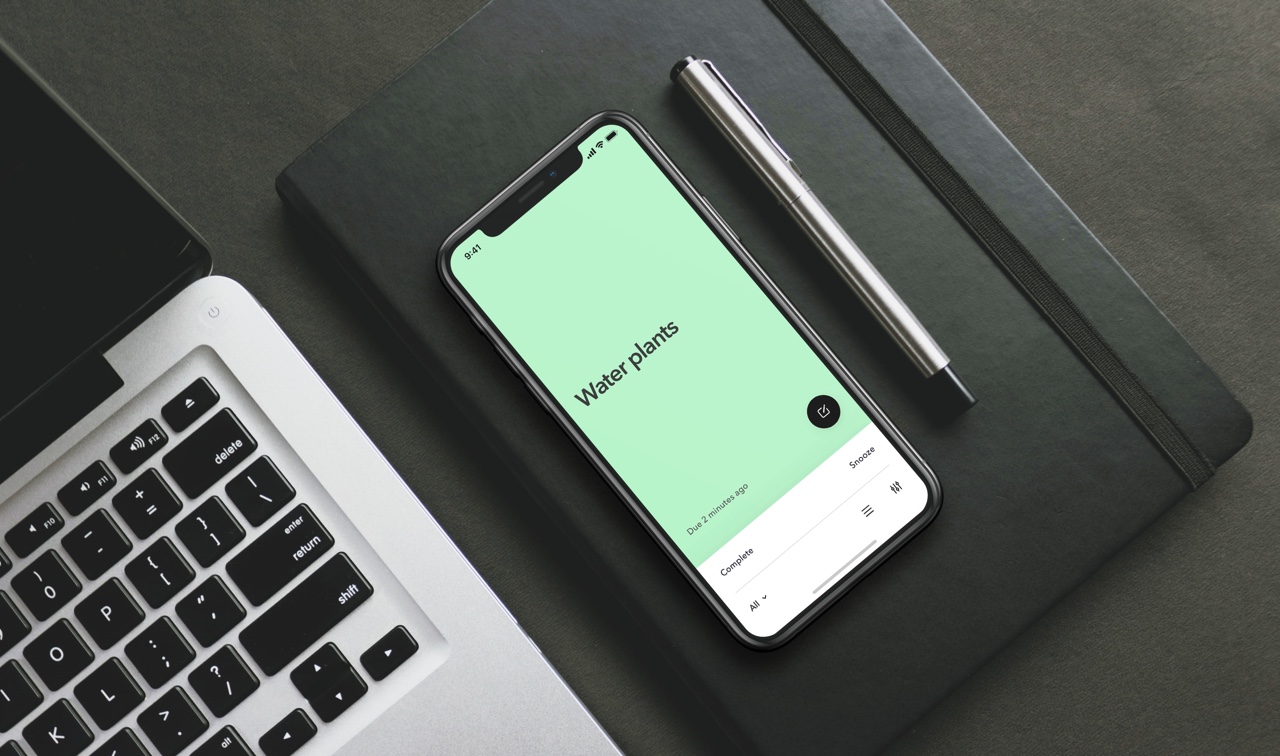 9:41
Water plants
Due 2 minutes ago
Complete
Snooze
All
F12
delete
F11
+
=
|
\
F10
_
-
}
]
enter
return
)
0
{
[
P
"
,
shift
O
:
;
?
/
L
>
.
alt
K